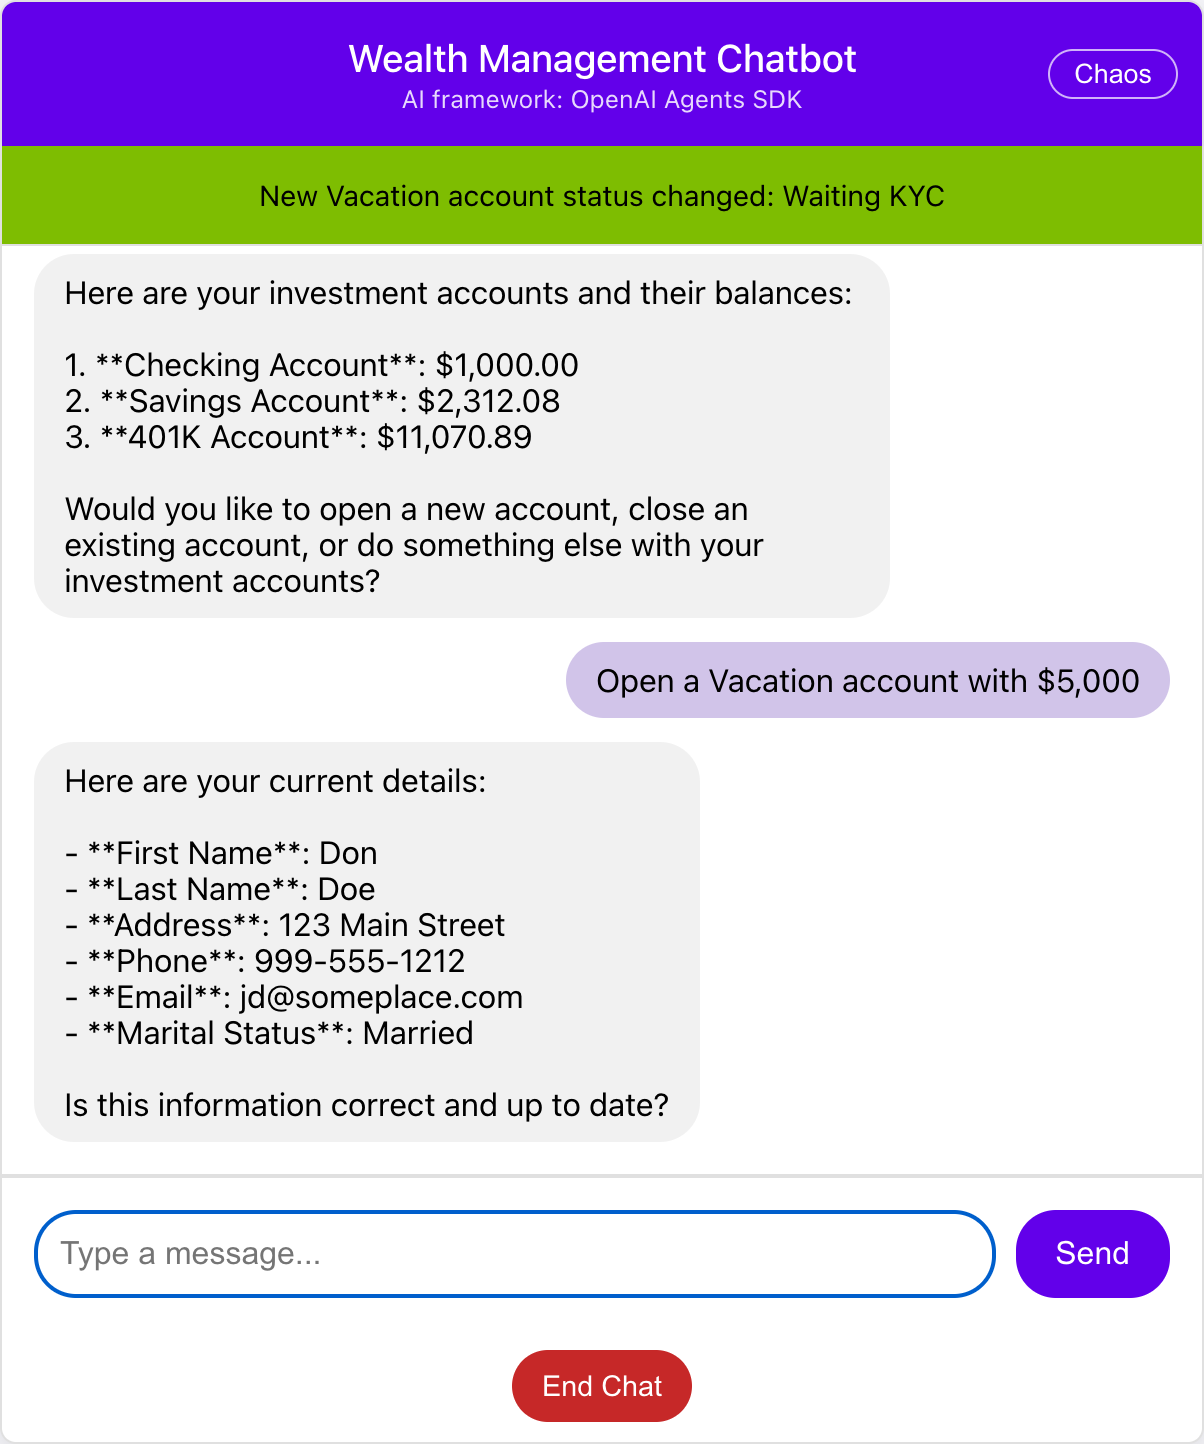 Wealth Management Chatbot
AI framework: OpenAI Agents SDK
Chaos
New Vacation account status changed: Waiting KYC
Here are your investment accounts and their balances:
1. **Checking Account**: $1,000.00
2. **Savings Account**: $2,312.08
3. **401K Account**: $11,070.89
Would you like to open a new account, close an
existing account, or do something else with your
investment accounts?
Open a Vacation account with $5,000
Here are your current details:
- **First Name**: Don
- **Last Name**: Doe
- **Address**: 123 Main Street
- **Phone**: 999-555-1212
- **Email**: jd@someplace.com
- **Marital Status**: Married
Is this information correct and up to date?
Type a message...
Send
End Chat